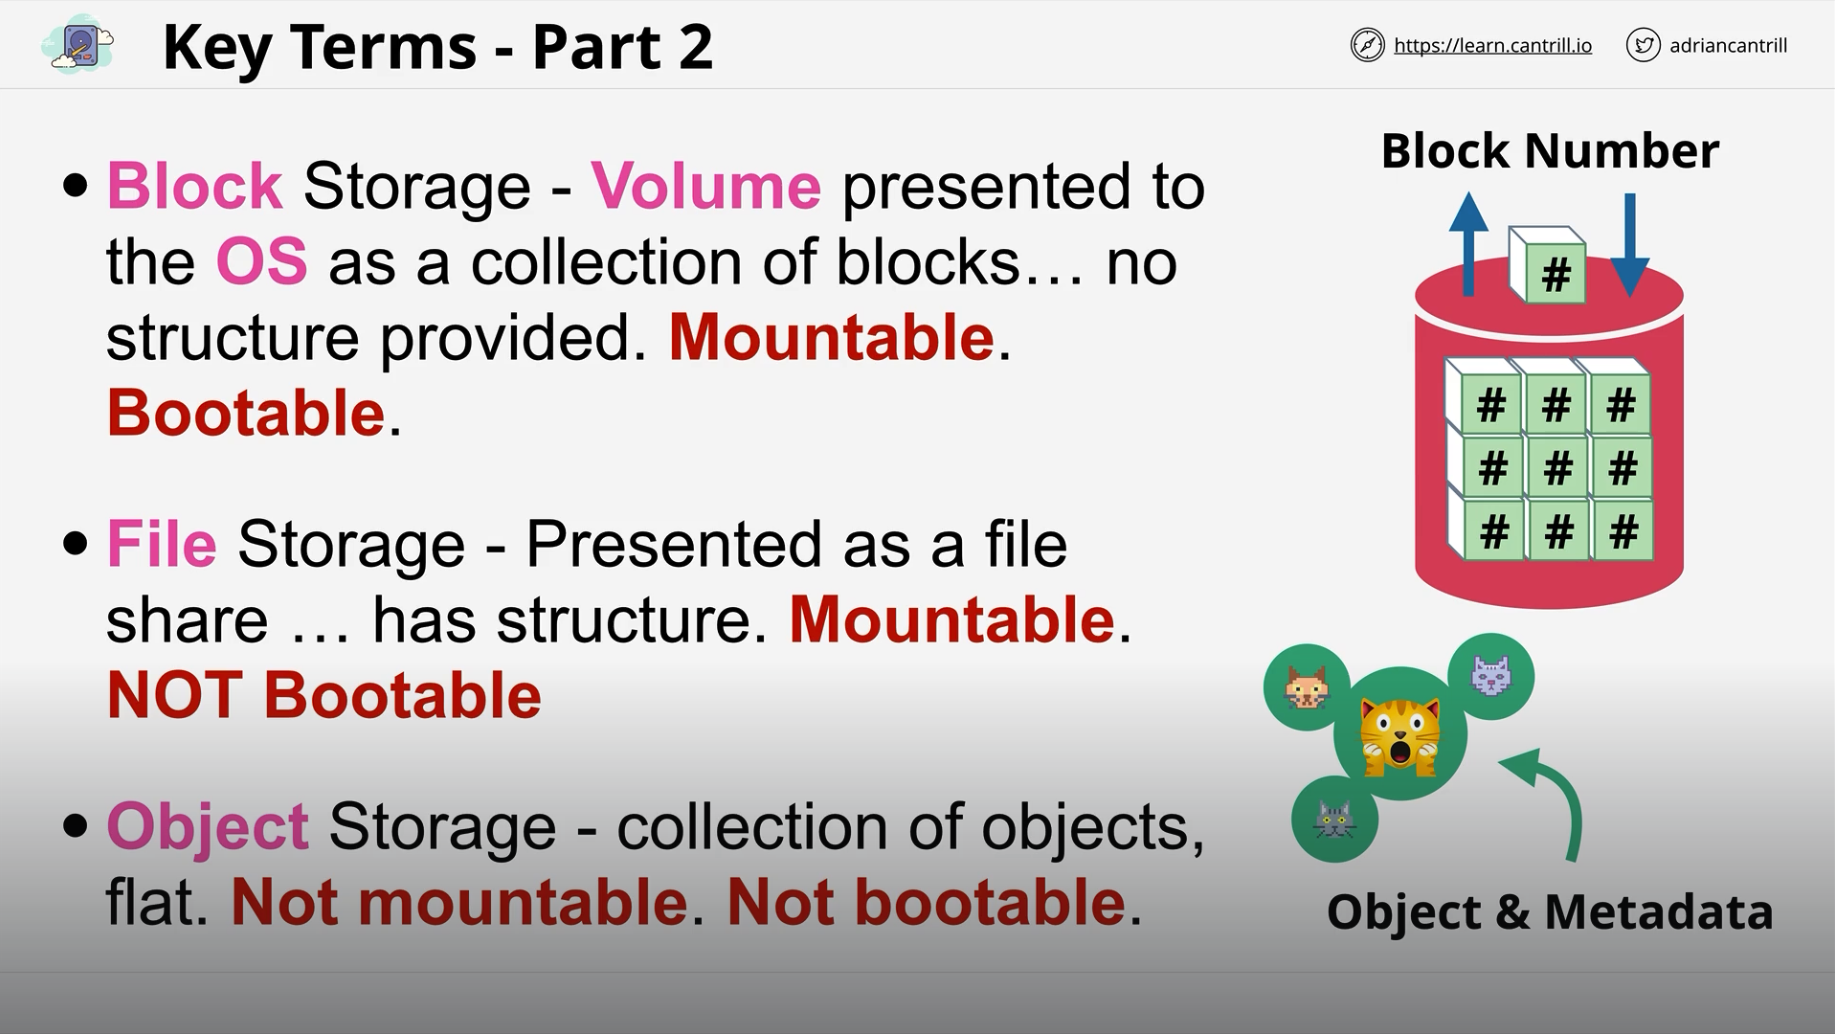 Key Terms - Part 2
https://learn.cantrill.io
adriancantrill
• Block Storage - Volume presented to
the OS as a collection of blocks… no
structure provided. Mountable.
Bootable.
• File Storage - Presented as a file
share … has structure. Mountable.
NOT Bootable
• Object Storage - collection of objects,
flat. Not mountable. Not bootable.
Block Number
#
# # #
# # #
# # #
Object & Metadata